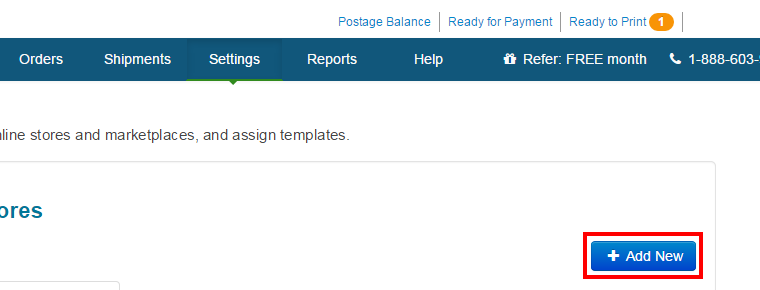 Postage Balance Ready for Payment Ready to Print 1
Orders Shipments Settings Reports Help Refer: FREE month 1-888-603-
nline stores and marketplaces, and assign templates.
ores
+ Add New